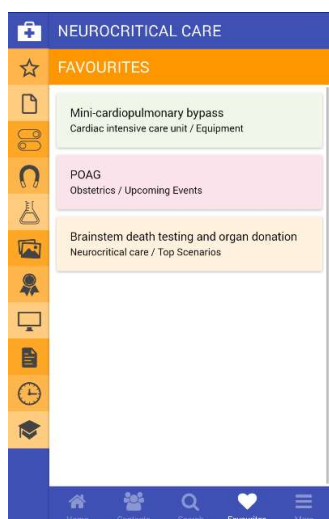 NEUROCRITICAL CARE
FAVOURITES
Mini-cardiopulmonary bypass
Cardiac intensive care unit / Equipment
POAG
Obstetrics / Upcoming Events
Brainstem death testing and organ donation
Neurocritical care / Top Scenarios